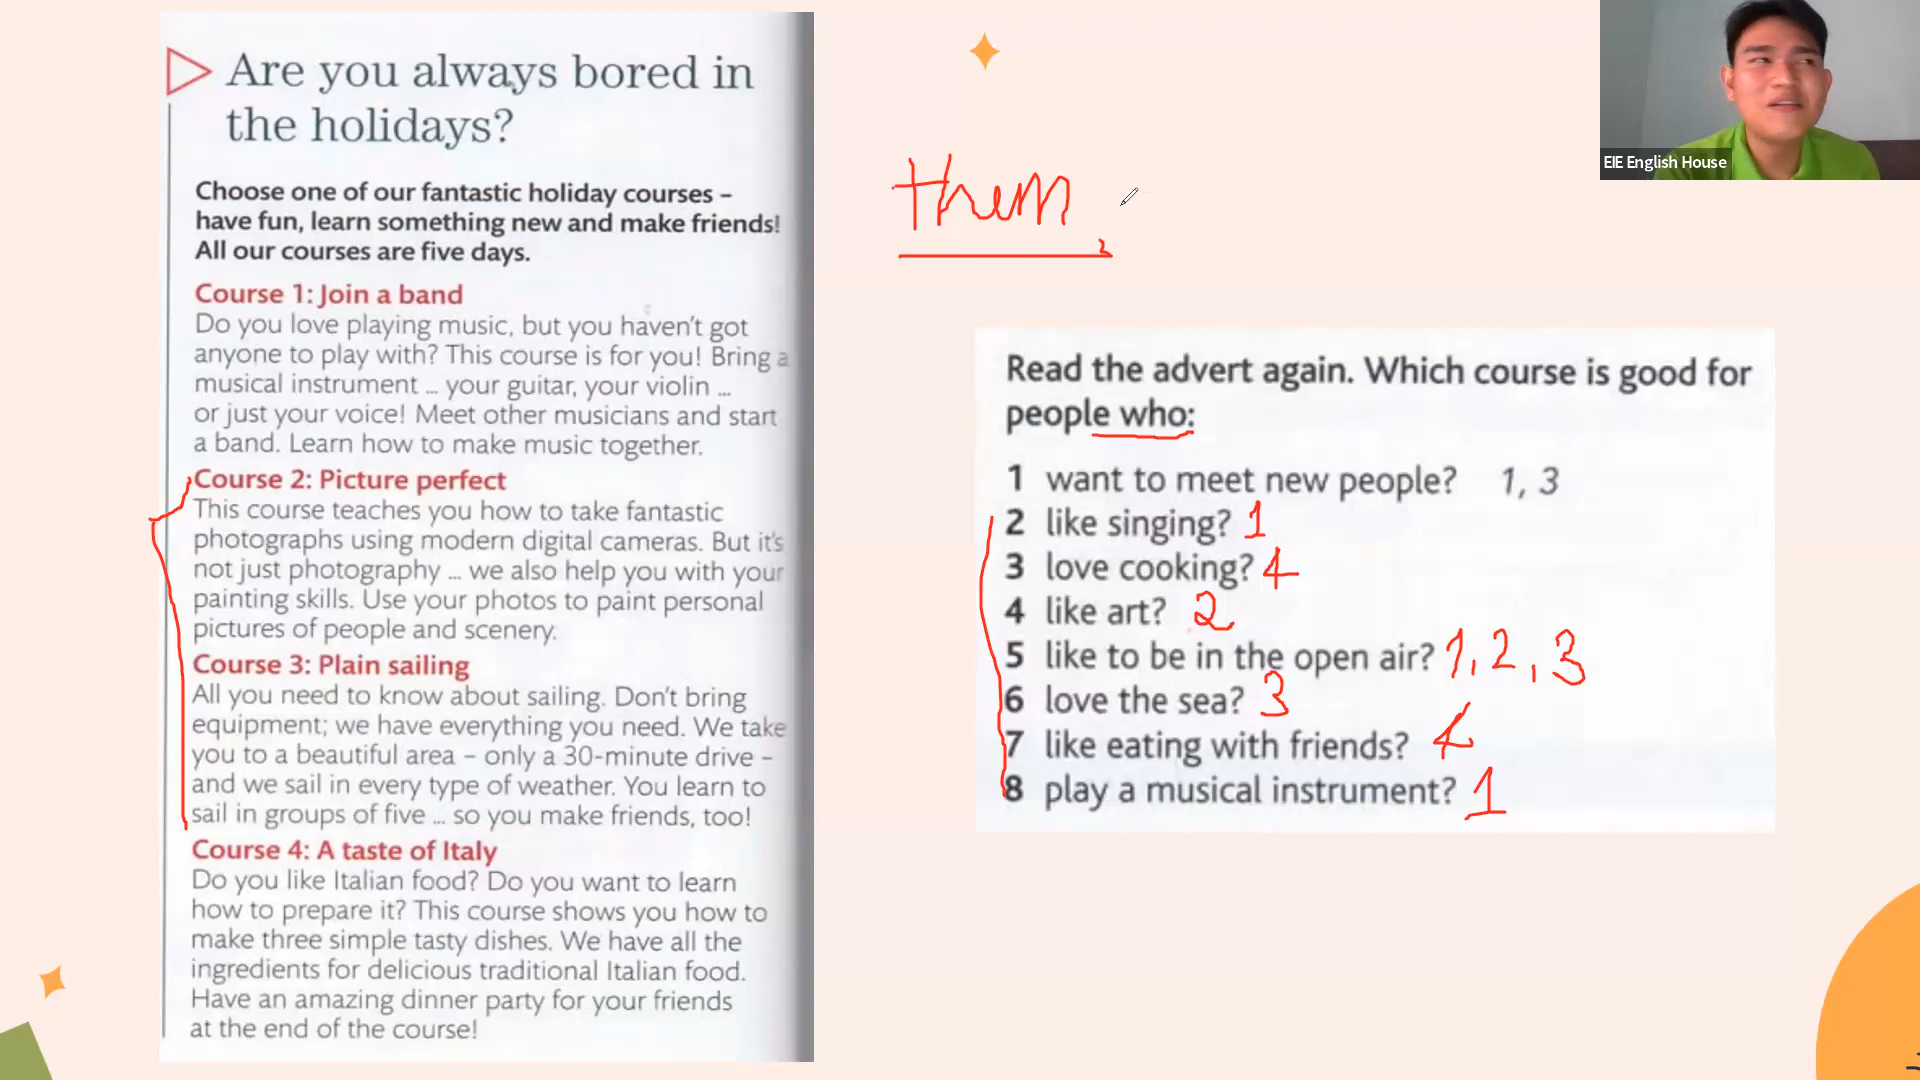 Are you always bored in
the holidays?
Choose one of our fantastic holiday courses –
have fun, learn something new and make friends!
All our courses are five days.
Course 1: Join a band
Do you love playing music, but you haven't got
anyone to play with? This course is for you! Bring a
musical instrument ... your guitar, your violin ...
or just your voice! Meet other musicians and start
a band. Learn how to make music together.
Course 2: Picture perfect
This course teaches you how to take fantastic
photographs using modern digital cameras. But it's
not just photography ... we also help you with your
painting skills. Use your photos to paint personal
pictures of people and scenery.
Course 3: Plain sailing
All you need to know about sailing. Don't bring
equipment; we have everything you need. We take
you to a beautiful area – only a 30-minute drive –
and we sail in every type of weather. You learn to
sail in groups of five ... so you make friends, too!
Course 4: A taste of Italy
Do you like Italian food? Do you want to learn
how to prepare it? This course shows you how to
make three simple tasty dishes. We have all the
ingredients for delicious traditional Italian food.
Have an amazing dinner party for your friends
at the end of the course!
them
2
Read the advert again. Which course is good for
people who:
1 want to meet new people? 1, 3
2 like singing? 1
3 love cooking? 4
4 like art? 2
5 like to be in the open air? 1, 2, 3
6 love the sea? 3
7 like eating with friends? 4
8 play a musical instrument? 1
EIE English House